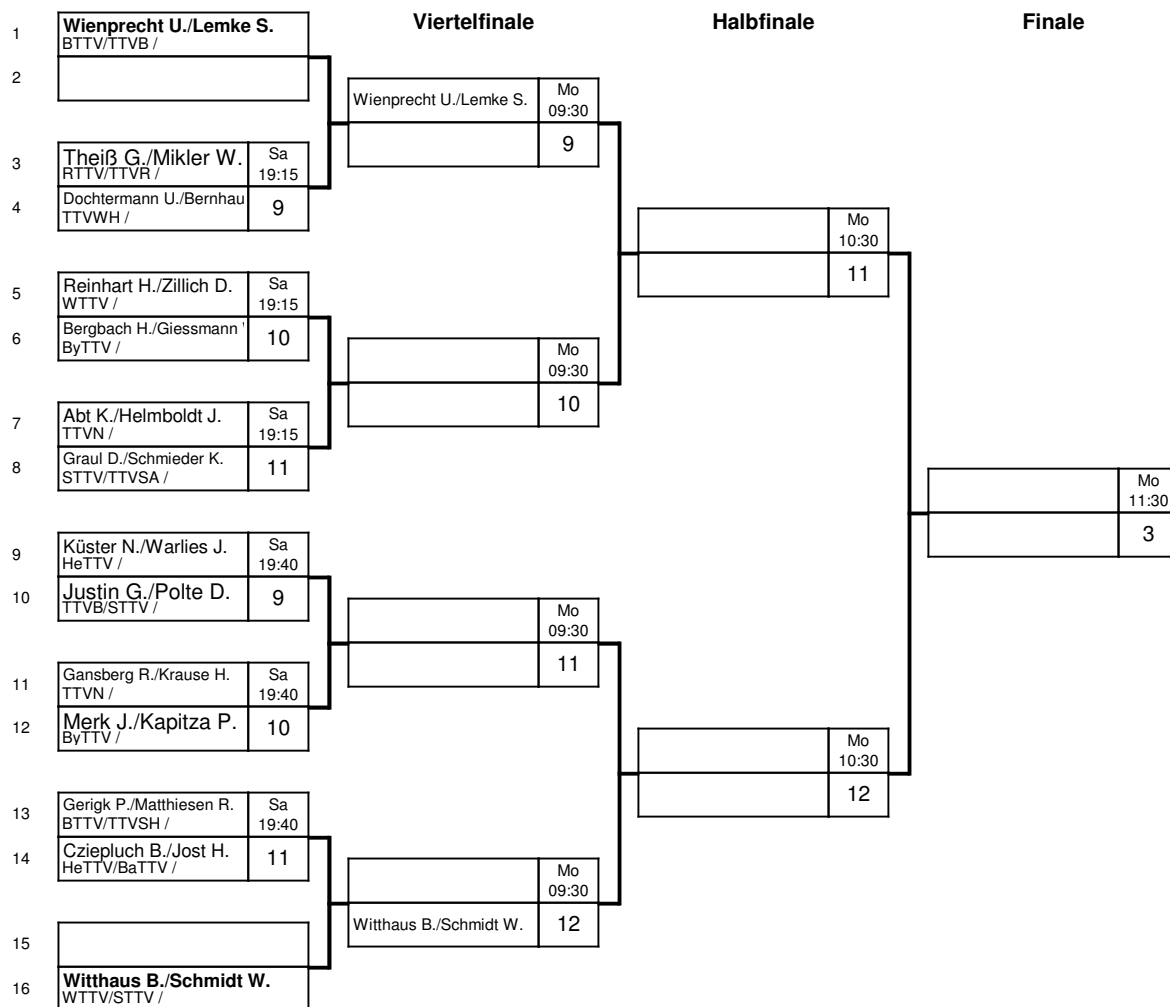 Viertelfinale Halbfinale Finale
1 Wienprecht U./Lemke S.
BTTV/TTVB /
2
Wienprecht U./Lemke S. Mo
09:30
9
3 Theiß G./Mikler W. Sa
RTTV/TTVR / 19:15
4 Dochtermann U./Bernhau 9
TTVWH /
Mo
10:30
11
5 Reinhart H./Zillich D. Sa
WTTV / 19:15
6 Bergbach H./Giessmann 10
ByTTV /
Mo
09:30
10
7 Abt K./Helmboldt J. Sa
TTVN / 19:15
8 Graul D./Schmieder K. 11
STTV/TTVSA /
Mo
11:30
3
9 Küster N./Warlies J. Sa
HeTTV / 19:40
10 Justin G./Polte D. 9
TTVB/STTV /
Mo
09:30
11
11 Gansberg R./Krause H. Sa
TTVN / 19:40
12 Merk J./Kapitza P. 10
ByTTV /
Mo
10:30
12
13 Gerigk P./Matthiesen R. Sa
BTTV/TTVSH / 19:40
14 Cziepluch B./Jost H. 11
HeTTV/BaTTV /
Mo
09:30
Witthaus B./Schmidt W. 12
15
16 Witthaus B./Schmidt W.
WTTV/STTV /